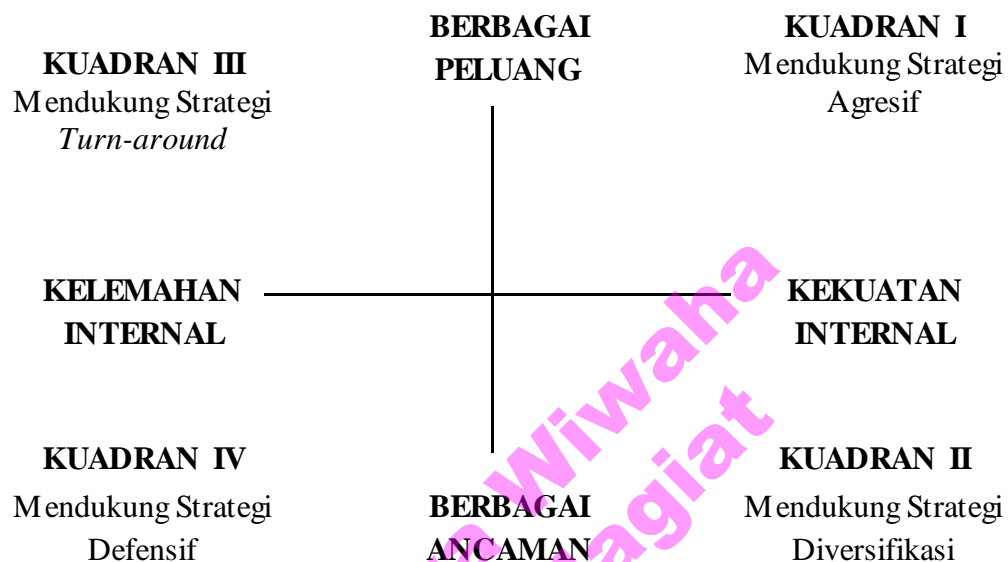 BERBAGAI
PELUANG
KUADRAN I
Mendukung Strategi
Agresif
KUADRAN III
Mendukung Strategi
Turn-around
KELEMAHAN
INTERNAL
KEKUATAN
INTERNAL
KUADRAN IV
Mendukung Strategi
Defensif
BERBAGAI
ANCAMAN
KUADRAN II
Mendukung Strategi
Diversifikasi
Wiwaha